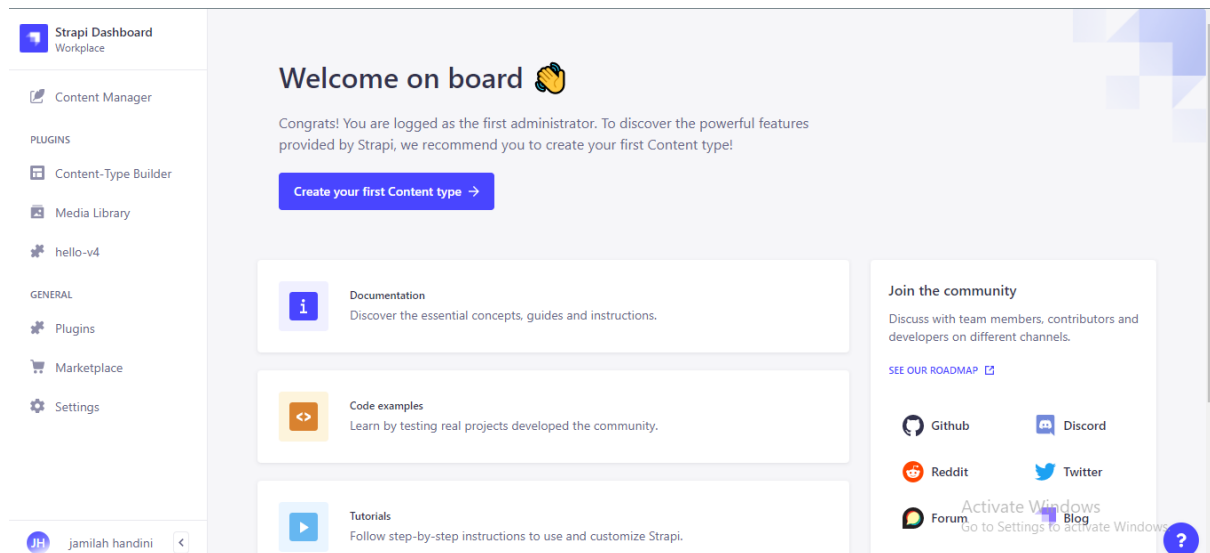 Strapi Dashboard
Workplace
Content Manager
PLUGINS
Content-Type Builder
Media Library
hello-v4
GENERAL
Plugins
Marketplace
Settings
JH
jamilah handini
Welcome on board 👋
Congrats! You are logged as the first administrator. To discover the powerful features
provided by Strapi, we recommend you to create your first Content type!
Create your first Content type →
Documentation
Discover the essential concepts, guides and instructions.
Code examples
Learn by testing real projects developed the community.
Tutorials
Follow step-by-step instructions to use and customize Strapi.
Join the community
Discuss with team members, contributors and
developers on different channels.
SEE OUR ROADMAP
Github
Discord
Reddit
Twitter
Forum
Blog
Activate Windows
Go to Settings to activate Windows
?